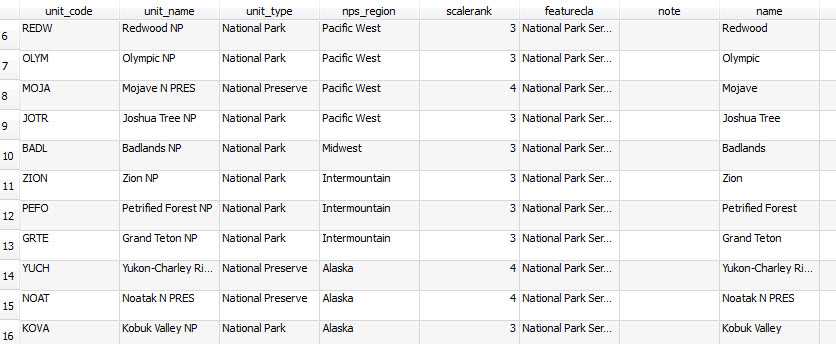 unit_code unit_name unit_type nps_region scalerank featurecla note name
6 REDW Redwood NP National Park Pacific West 3 National Park Ser... Redwood
7 OLYM Olympic NP National Park Pacific West 3 National Park Ser... Olympic
8 MOJA Mojave N PRES National Preserve Pacific West 4 National Park Ser... Mojave
9 JOTR Joshua Tree NP National Park Pacific West 3 National Park Ser... Joshua Tree
10 BADL Badlands NP National Park Midwest 3 National Park Ser... Badlands
11 ZION Zion NP National Park Intermountain 3 National Park Ser... Zion
12 PEFO Petrified Forest NP National Park Intermountain 3 National Park Ser... Petrified Forest
13 GRTE Grand Teton NP National Park Intermountain 3 National Park Ser... Grand Teton
14 YUCH Yukon-Charley Ri... National Preserve Alaska 4 National Park Ser... Yukon-Charley Ri...
15 NOAT Noatak N PRES National Preserve Alaska 4 National Park Ser... Noatak N PRES
16 KOVA Kobuk Valley NP National Park Alaska 3 National Park Ser... Kobuk Valley